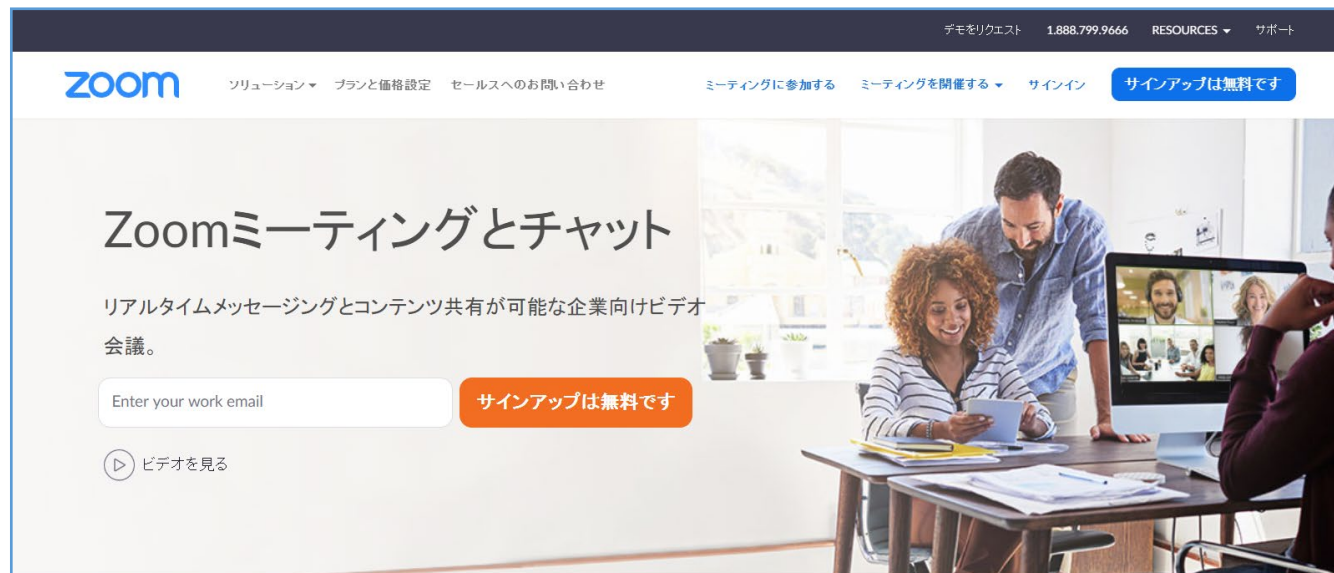 デモをリクエスト 1.888.799.9666 RESOURCES サポート
zoom ソリューション プランと価格設定 セールスへのお問い合わせ ミーティングに参加する ミーティングを開催する サインイン サインアップは無料です
Zoomミーティングとチャット
リアルタイムメッセージングとコンテンツ共有が可能な企業向けビデオ
会議。
Enter your work email サインアップは無料です
ビデオを見る